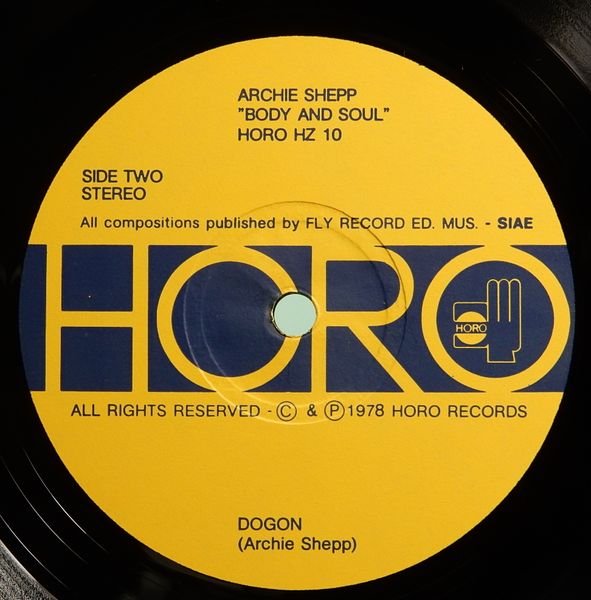 ARCHIE SHEPP
"BODY AND SOUL"
HORO HZ 10
SIDE TWO
STEREO
All compositions published by FLY RECORD ED. MUS. - SIAE
HORO
HORO
ALL RIGHTS RESERVED - © & ℗ 1978 HORO RECORDS
DOGON
(Archie Shepp)